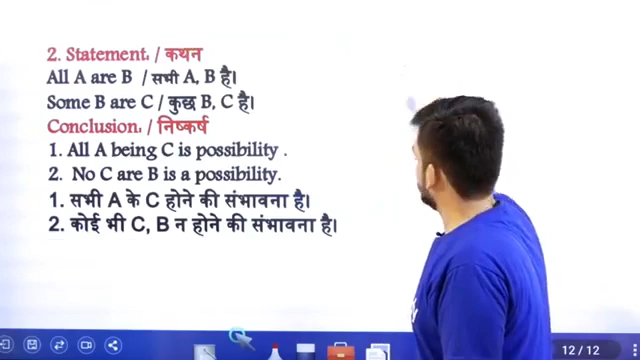 2. Statement. / कथन
All A are B / सभी A, B है।
Some B are C / कुछ B, C है।
Conclusion. / निष्कर्ष
1. All A being C is possibility .
2. No C are B is a possibility.
1. सभी A के C होने की संभावना है।
2. कोई भी C, B न होने की संभावना है।
12 / 12